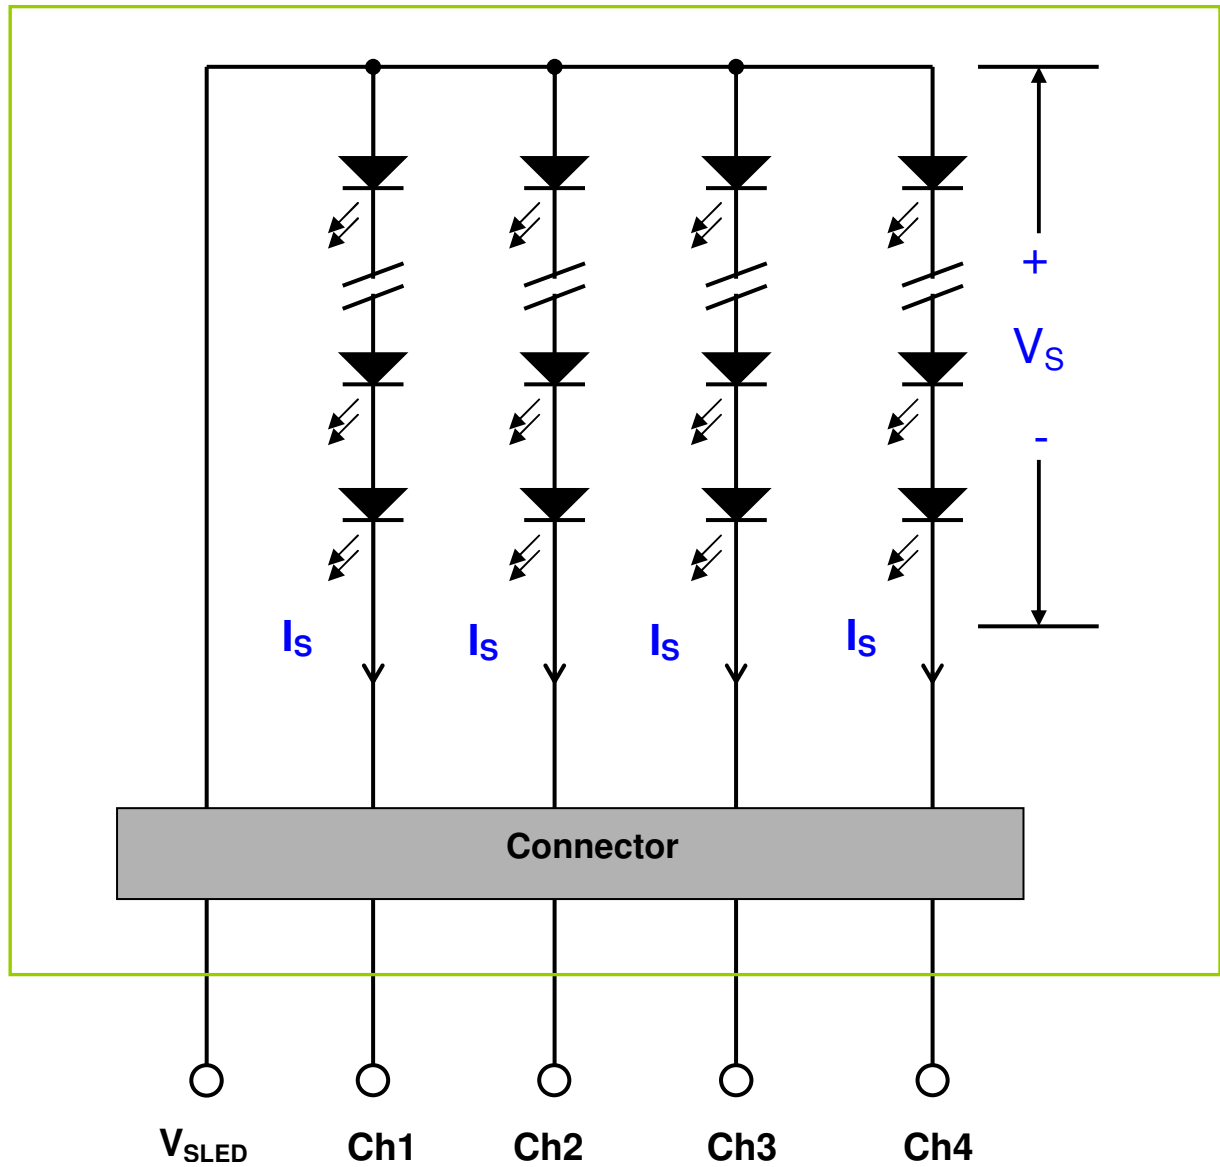 +
VS
-
IS IS IS IS
Connector
VSLED Ch1 Ch2 Ch3 Ch4